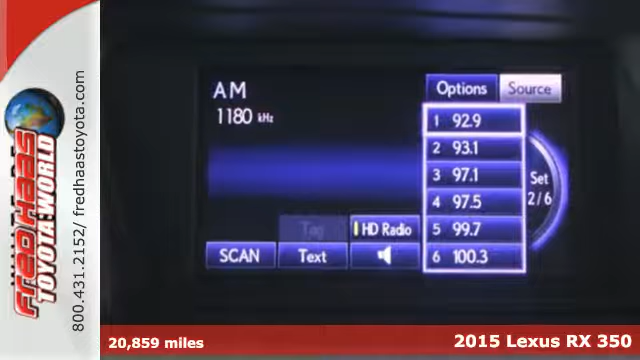 FRED HAAS
TOYOTA WORLD
800.431.2152/ fredhaastoyota.com
AM
1180 kHz
Options
Source
1 92.9
2 93.1
3 97.1
4 97.5
5 99.7
6 100.3
Set
2/6
Tag
HD Radio
SCAN
Text
20,859 miles
2015 Lexus RX 350